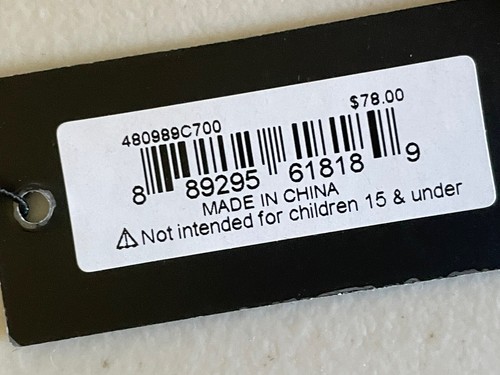 480989C700 $78.00
8 89295 61818 9
MADE IN CHINA
⚠ Not intended for children 15 & under